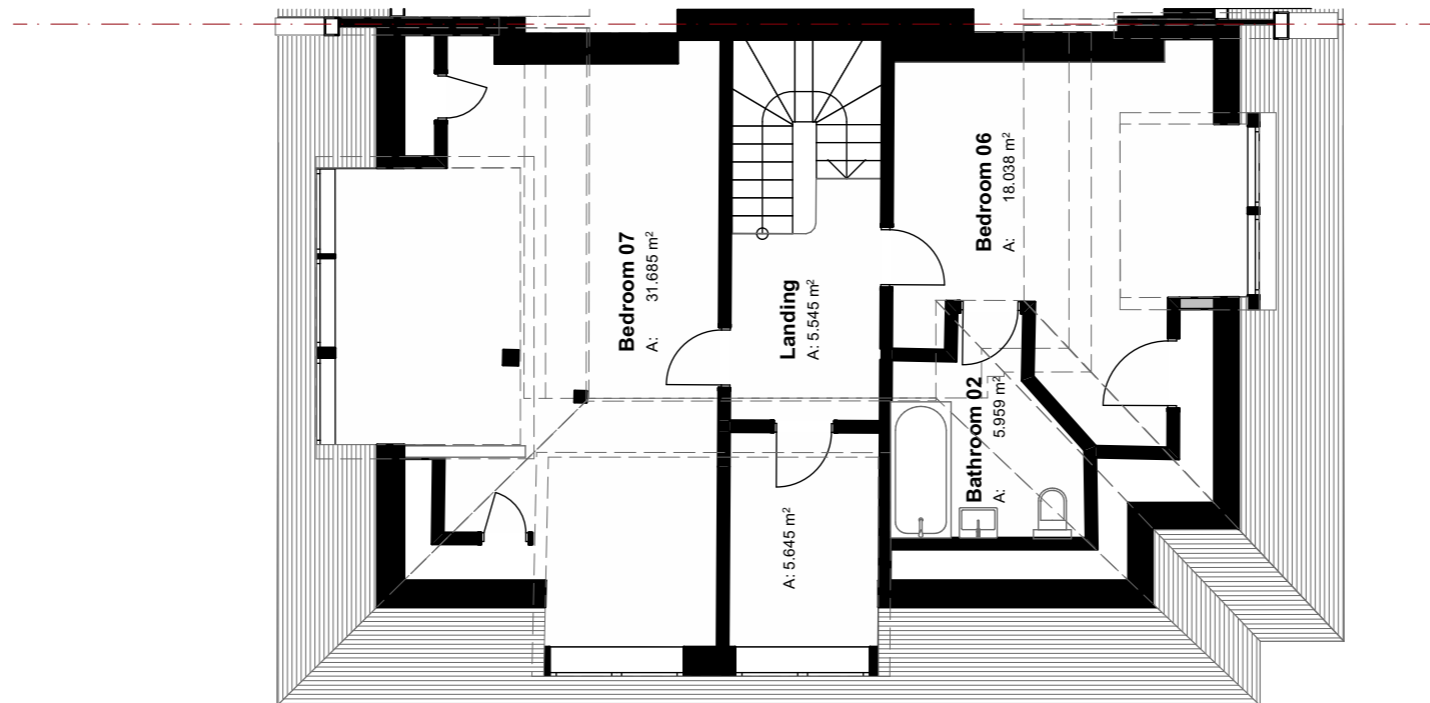 Bedroom 07
A: 31.685 m²
Landing
A: 5.545 m²
A: 5.645 m²
Bedroom 06
A: 18.038 m²
Bathroom 02
A: 5.959 m²